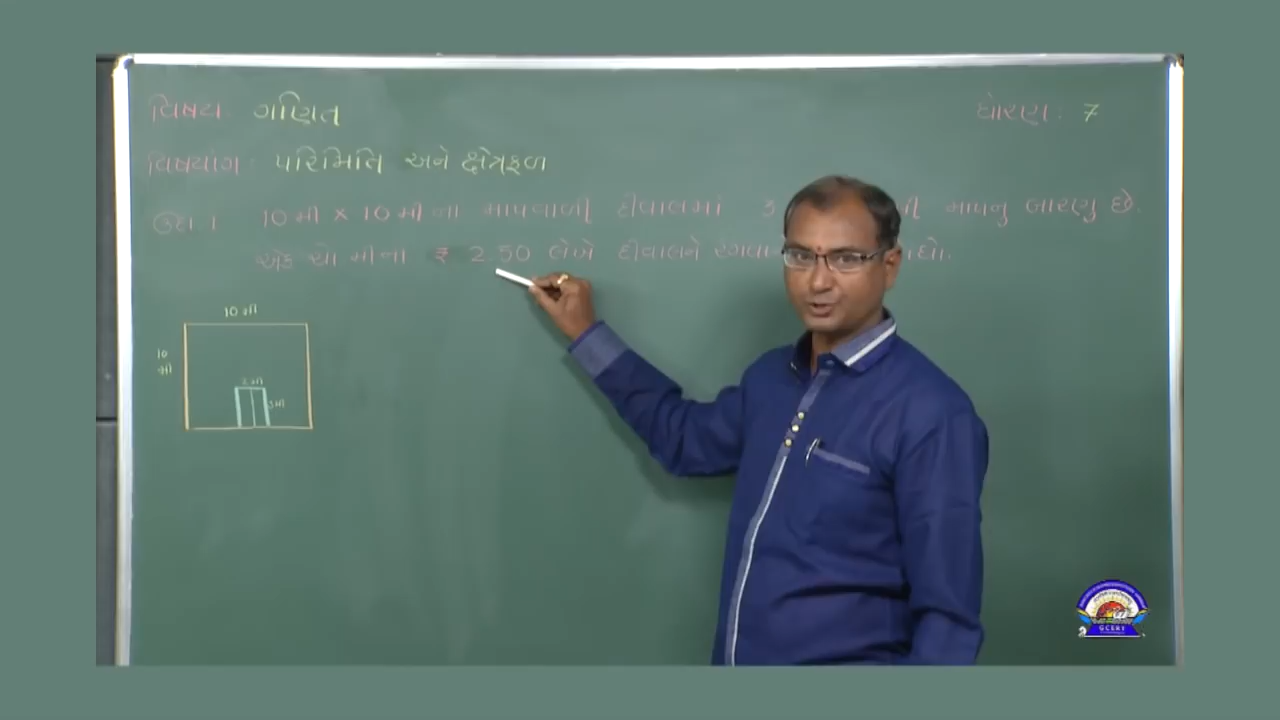 વિષય: ગણિત
ધોરણ: 7
વિષયાંગ: પરિમિતિ અને ક્ષેત્રફળ
ઉદા. 1 10 મી × 10 મી ના માપવાળી દીવાલમાં 3 મી માપનુ બારણુ છે.
એક ચો મીના ₹ 2.50 લેખે દીવાલને
10 મી
10
મી
2 મી
3 મી
GCERT